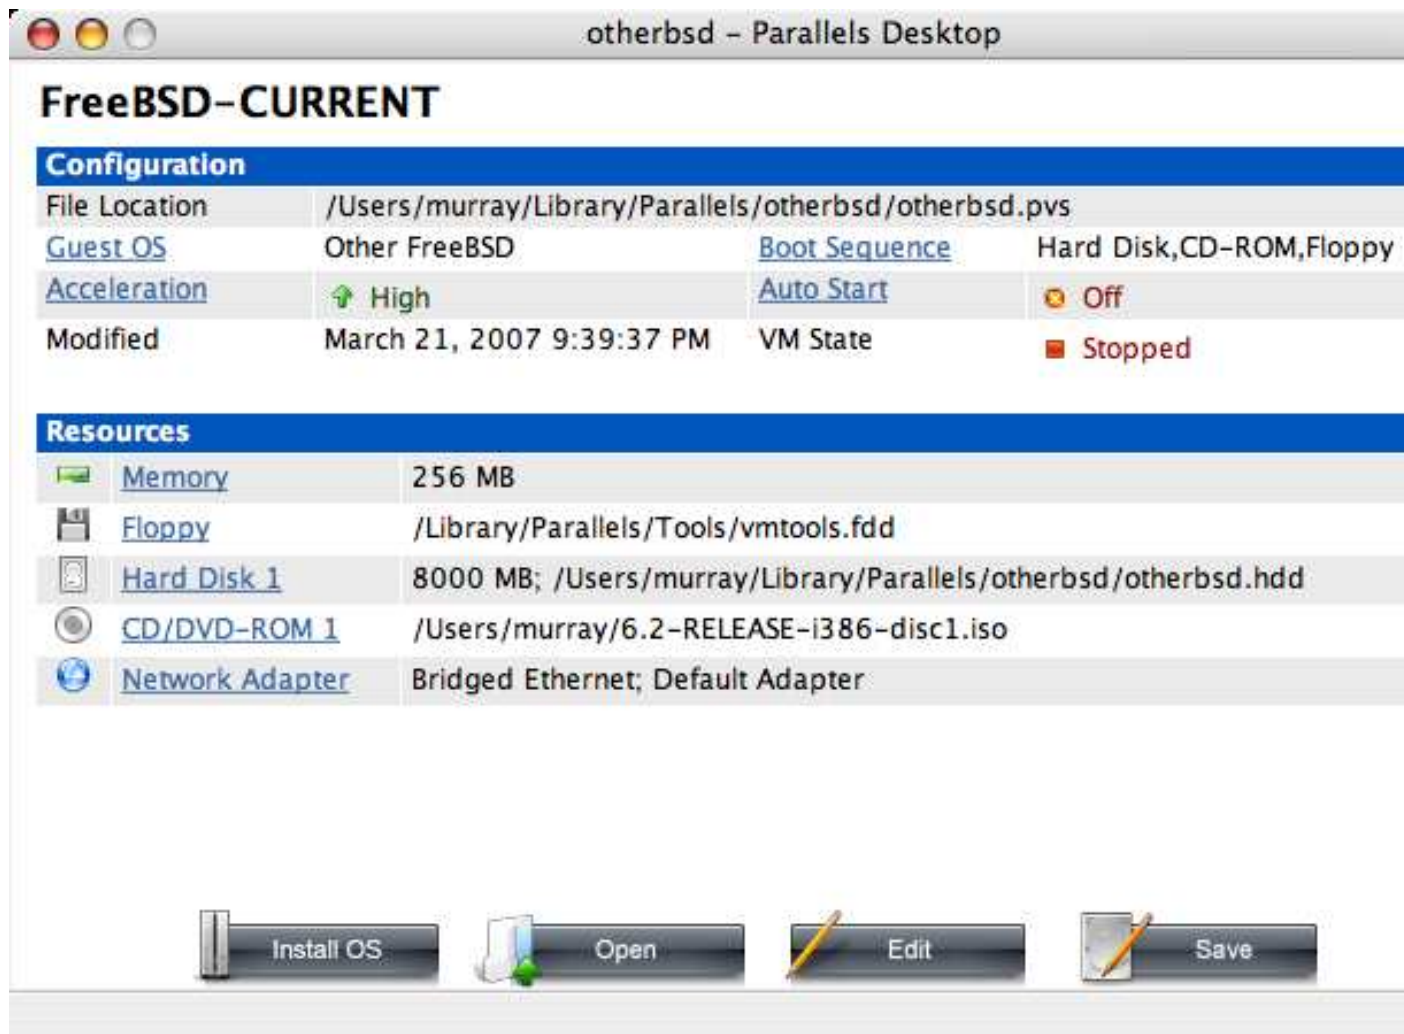 otherbsd – Parallels Desktop
FreeBSD-CURRENT
Configuration
File Location /Users/murray/Library/Parallels/otherbsd/otherbsd.pvs
Guest OS Other FreeBSD Boot Sequence Hard Disk,CD-ROM,Floppy
Acceleration High Auto Start Off
Modified March 21, 2007 9:39:37 PM VM State Stopped
Resources
Memory 256 MB
Floppy /Library/Parallels/Tools/vmtools.fdd
Hard Disk 1 8000 MB; /Users/murray/Library/Parallels/otherbsd/otherbsd.hdd
CD/DVD-ROM 1 /Users/murray/6.2-RELEASE-i386-disc1.iso
Network Adapter Bridged Ethernet; Default Adapter
Install OS Open Edit Save